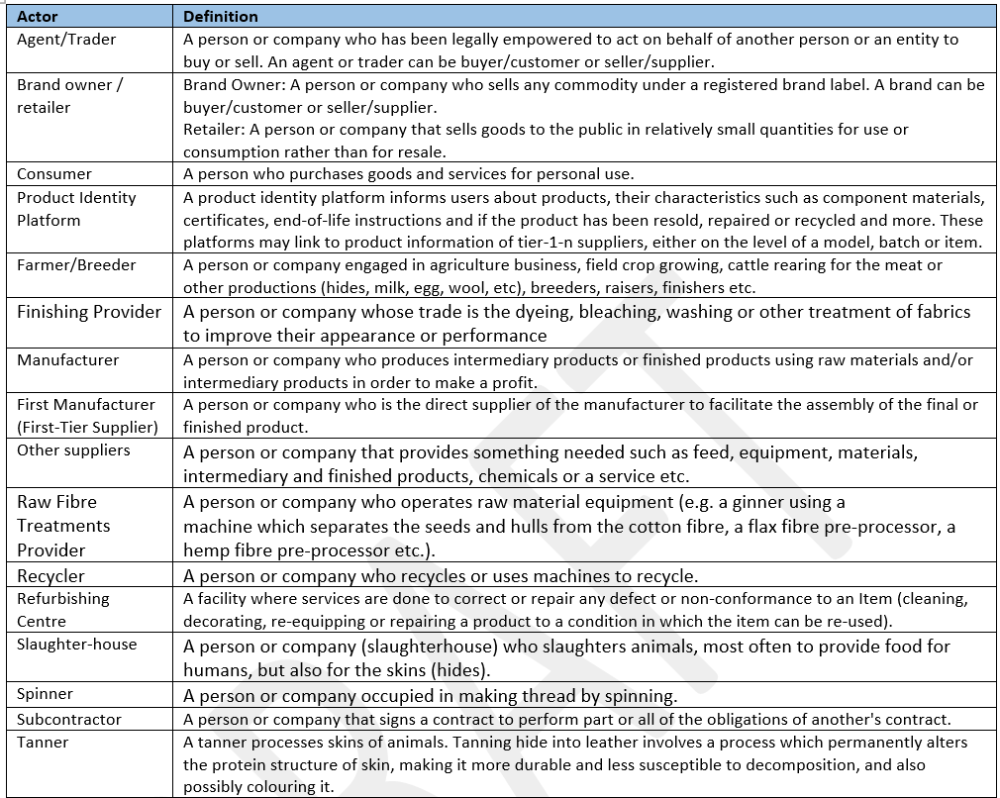 Actor Definition
Agent/Trader A person or company who has been legally empowered to act on behalf of another person or an entity to
buy or sell. An agent or trader can be buyer/customer or seller/supplier.
Brand owner / Brand Owner: A person or company who sells any commodity under a registered brand label. A brand can be
retailer buyer/customer or seller/supplier.
Retailer: A person or company that sells goods to the public in relatively small quantities for use or
consumption rather than for resale.
Consumer A person who purchases goods and services for personal use.
Product Identity A product identity platform informs users about products, their characteristics such as component materials,
Platform certificates, end-of-life instructions and if the product has been resold, repaired or recycled and more. These
platforms may link to product information of tier-1-n suppliers, either on the level of a model, batch or item.
Farmer/Breeder A person or company engaged in agriculture business, field crop growing, cattle rearing for the meat or
other productions (hides, milk, egg, wool, etc), breeders, raisers, finishers etc.
Finishing Provider A person or company whose trade is the dyeing, bleaching, washing or other treatment of fabrics
to improve their appearance or performance
Manufacturer A person or company who produces intermediary products or finished products using raw materials and/or
intermediary products in order to make a profit.
First Manufacturer A person or company who is the direct supplier of the manufacturer to facilitate the assembly of the final or
(First-Tier Supplier) finished product.
Other suppliers A person or company that provides something needed such as feed, equipment, materials,
intermediary and finished products, chemicals or a service etc.
Raw Fibre A person or company who operates raw material equipment (e.g. a ginner using a
Treatments machine which separates the seeds and hulls from the cotton fibre, a flax fibre pre-processor, a
Provider hemp fibre pre-processor etc.).
Recycler A person or company who recycles or uses machines to recycle.
Refurbishing A facility where services are done to correct or repair any defect or non-conformance to an Item (cleaning,
Centre decorating, re-equipping or repairing a product to a condition in which the item can be re-used).
Slaughter-house A person or company (slaughterhouse) who slaughters animals, most often to provide food for
humans, but also for the skins (hides).
Spinner A person or company occupied in making thread by spinning.
Subcontractor A person or company that signs a contract to perform part or all of the obligations of another's contract.
Tanner A tanner processes skins of animals. Tanning hide into leather involves a process which permanently alters
the protein structure of skin, making it more durable and less susceptible to decomposition, and also
possibly colouring it.